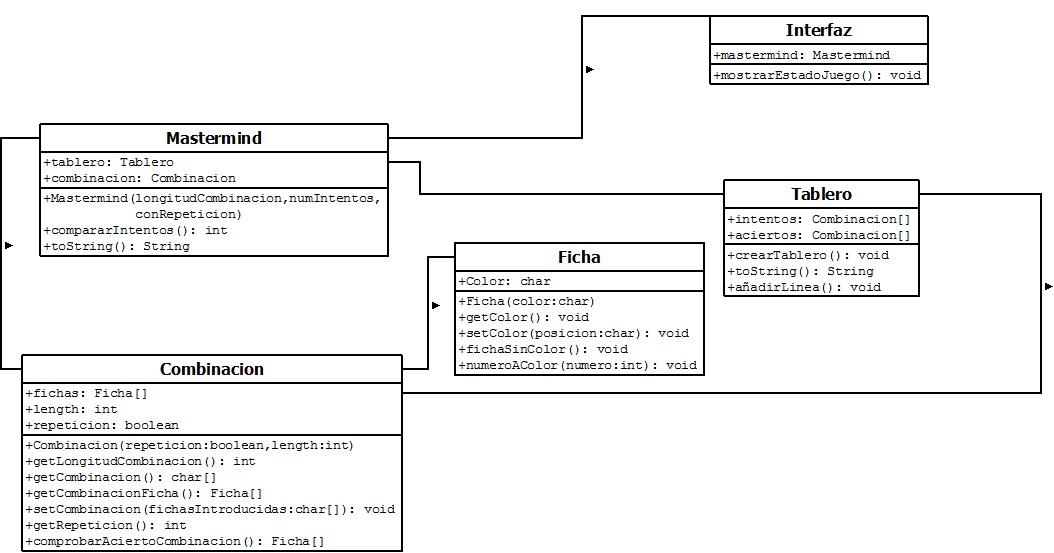 Interfaz
+mastermind: Mastermind
+mostrarEstadoJuego(): void
Mastermind
+tablero: Tablero
+combinacion: Combinacion
+Mastermind(longitudCombinacion,numIntentos,
conRepeticion)
+compararIntentos(): int
+toString(): String
Tablero
+intentos: Combinacion[]
+aciertos: Combinacion[]
+crearTablero(): void
+toString(): String
+añadirLinea(): void
Ficha
+Color: char
+Ficha(color:char)
+getColor(): void
+setColor(posicion:char): void
+fichaSinColor(): void
+numeroAColor(numero:int): void
Combinacion
+fichas: Ficha[]
+length: int
+repeticion: boolean
+Combinacion(repeticion:boolean,length:int)
+getLongitudCombinacion(): int
+getCombinacion(): char[]
+getCombinacionFicha(): Ficha[]
+setCombinacion(fichasIntroducidas:char[]): void
+getRepeticion(): int
+comprobarAciertoCombinacion(): Ficha[]